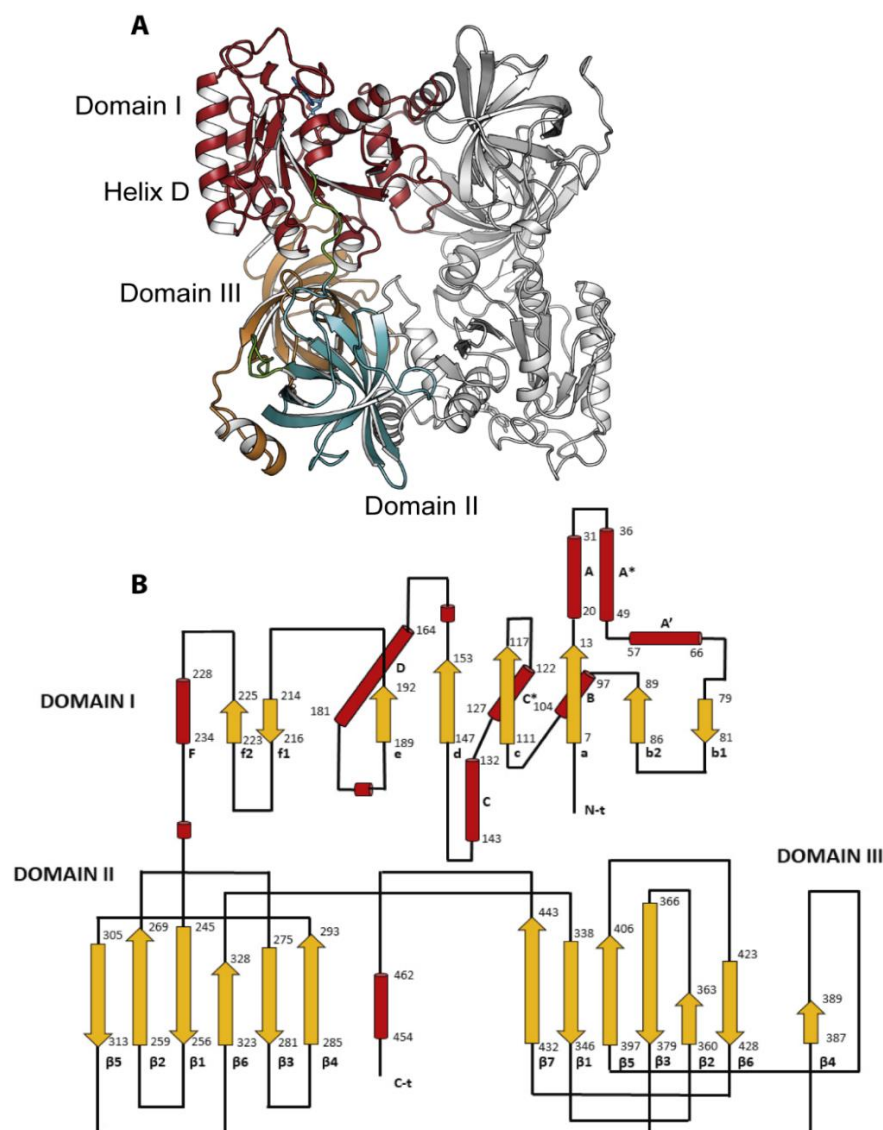 A
Domain I
Helix D
Domain III
Domain II
B
31 36
A A*
20 49
A'
57 66
164
D
153
117
122
C*
127
13
97
B
104
89
79
DOMAIN I
228
225 214
192
181
234 223 216
F f2 f1
189
e
147
d
111
c
7
a
86
b2
81
b1
132
C
143
N-t
DOMAIN II
DOMAIN III
305 269 245 328 275 293
313 259 256 323 281 285
β5 β2 β1 β6 β3 β4
462
454
C-t
443 338 406 366 363 423 389
432 346 397 379 360 428 387
β7 β1 β5 β3 β2 β6 β4